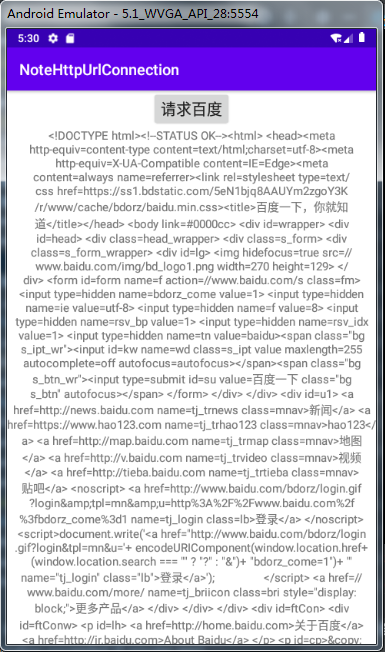 Android Emulator - 5.1_WVGA_API_28:5554
5:30
NoteHttpUrlConnection
请求百度
<!DOCTYPE html><!--STATUS OK--><html> <head><meta
http-equiv=content-type content=text/html;charset=utf-8><meta
http-equiv=X-UA-Compatible content=IE=Edge><meta
content=always name=referrer><link rel=stylesheet type=text/
css href=https://ss1.bdstatic.com/5eN1bjq8AAUYm2zgoY3K
/r/www/cache/bdorz/baidu.min.css><title>百度一下，你就知
道</title></head> <body link=#0000cc> <div id=wrapper> <div
id=head> <div class=head_wrapper> <div class=s_form> <div
class=s_form_wrapper> <div id=lg> <img hidefocus=true src=//
www.baidu.com/img/bd_logo1.png width=270 height=129> </
div> <form id=form name=f action=//www.baidu.com/s class=fm>
<input type=hidden name=bdorz_come value=1> <input type=hidden
name=ie value=utf-8> <input type=hidden name=f value=8> <input
type=hidden name=rsv_bp value=1> <input type=hidden name=rsv_idx
value=1> <input type=hidden name=tn value=baidu><span class="bg
s_ipt_wr"><input id=kw name=wd class=s_ipt value maxlength=255
autocomplete=off autofocus=autofocus></span><span class="bg
s_btn_wr"><input type=submit id=su value=百度一下 class="bg
s_btn" autofocus></span> </form> </div> </div> <div id=u1> <a
href=http://news.baidu.com name=tj_trnews class=mnav>新闻</a> <a
href=https://www.hao123.com name=tj_trhao123 class=mnav>hao123</
a> <a href=http://map.baidu.com name=tj_trmap class=mnav>地图
</a> <a href=http://v.baidu.com name=tj_trvideo class=mnav>视频
</a> <a href=http://tieba.baidu.com name=tj_trtieba class=mnav>
贴吧</a> <noscript> <a href=http://www.baidu.com/bdorz/login.gif
?login&amp;tpl=mn&amp;u=http%3A%2F%2Fwww.baidu.com%2f
%3fbdorz_come%3d1 name=tj_login class=lb>登录</a> </noscript>
<script>document.write('<a href="http://www.baidu.com/bdorz/login
.gif?login&tpl=mn&u='+ encodeURIComponent(window.location.href+
(window.location.search === "" ? "?" : "&")+ "bdorz_come=1")+ '"
name="tj_login" class="lb">登录</a>'); </script> <a href=//
www.baidu.com/more/ name=tj_briicon class=bri style="display:
block;">更多产品</a> </div> </div> </div> <div id=ftCon> <div
id=ftConw> <p id=lh> <a href=http://home.baidu.com>关于百度</a>
<a href=http://ir.baidu.com>About Baidu</a> </p> <p id=cp>&copy;